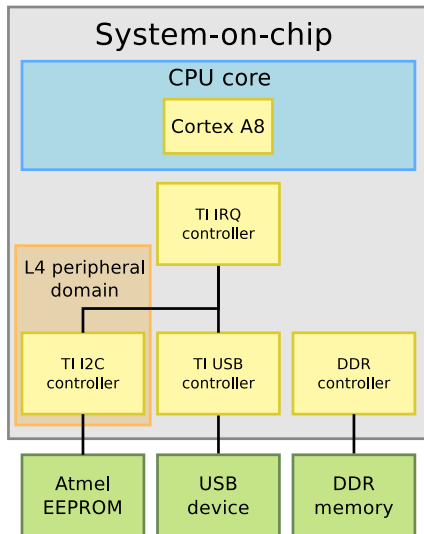 System-on-chip
CPU core
Cortex A8
TI IRQ
controller
L4 peripheral
domain
TI I2C
controller
TI USB
controller
DDR
controller
Atmel
EEPROM
USB
device
DDR
memory